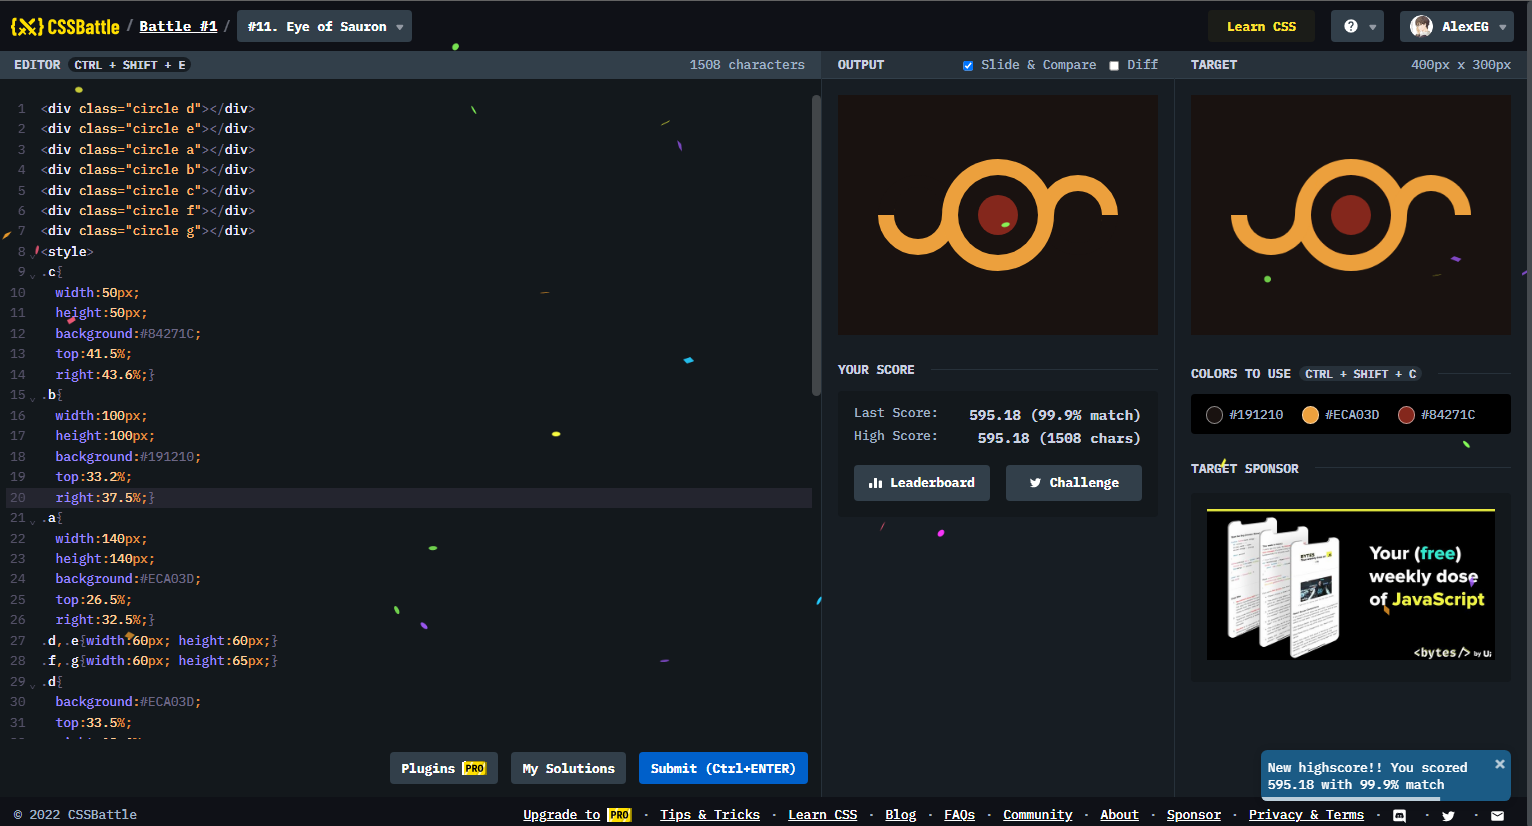 CSSBattle / Battle #1 / #11. Eye of Sauron
Learn CSS
?
AlexEG
EDITOR CTRL + SHIFT + E
1508 characters
OUTPUT
Slide & Compare
Diff
TARGET
400px x 300px
1 <div class="circle d"></div>
2 <div class="circle e"></div>
3 <div class="circle a"></div>
4 <div class="circle b"></div>
5 <div class="circle c"></div>
6 <div class="circle f"></div>
7 <div class="circle g"></div>
8 <style>
9 .c{
10 width:50px;
11 height:50px;
12 background:#84271C;
13 top:41.5%;
14 right:43.6%;}
15 .b{
16 width:100px;
17 height:100px;
18 background:#191210;
19 top:33.2%;
20 right:37.5%;}
21 .a{
22 width:140px;
23 height:140px;
24 background:#ECA03D;
25 top:26.5%;
26 right:32.5%;}
27 .d,.e{width:60px; height:60px;}
28 .f,.g{width:60px; height:65px;}
29 .d{
30 background:#ECA03D;
31 top:33.5%;
YOUR SCORE
Last Score: 595.18 (99.9% match)
High Score: 595.18 (1508 chars)
Leaderboard
Challenge
COLORS TO USE CTRL + SHIFT + C
#191210
#ECA03D
#84271C
TARGET SPONSOR
BYTES
Your (free)
weekly dose
of JavaScript
<bytes/> by Ui
Plugins PRO
My Solutions
Submit (Ctrl+ENTER)
New highscore!! You scored
595.18 with 99.9% match
© 2022 CSSBattle
Upgrade to PRO · Tips & Tricks · Learn CSS · Blog · FAQs · Community · About · Sponsor · Privacy & Terms